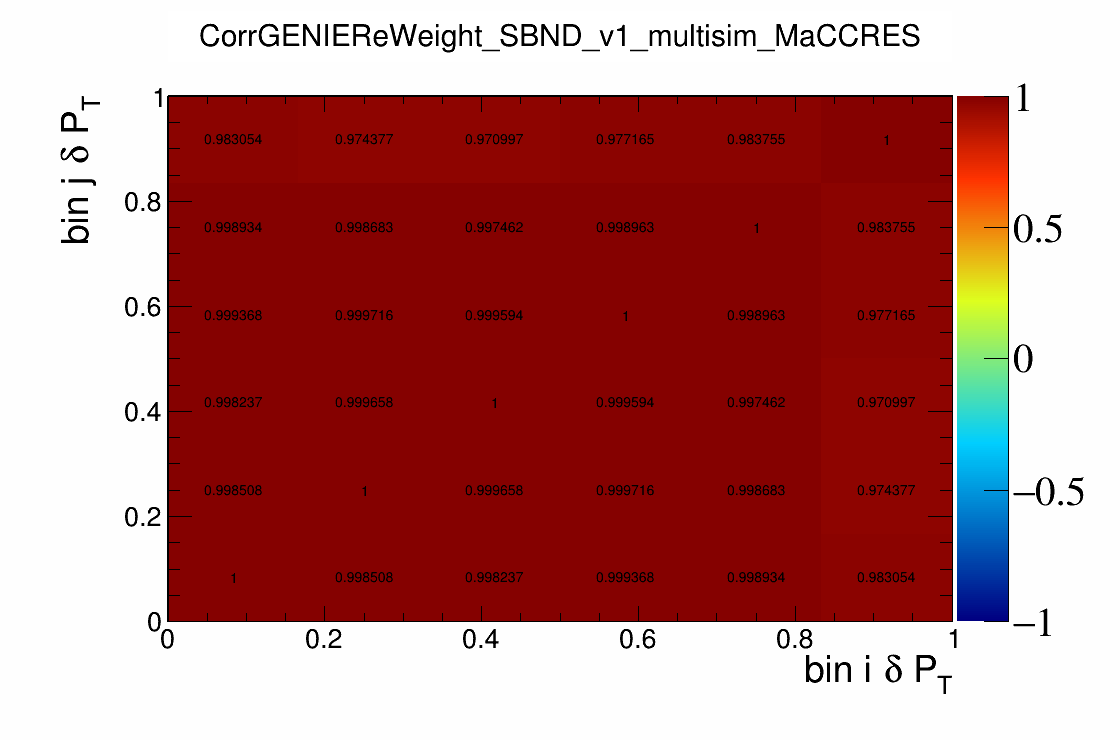 CorrGENIEReWeight_SBND_v1_multisim_MaCCRES
bin j δ P_T
1
0.8
0.6
0.4
0.2
0
0.983054 0.974377 0.970997 0.977165 0.983755 1
0.998934 0.998683 0.997462 0.998963 1 0.983755
0.999368 0.999716 0.999594 1 0.998963 0.977165
0.998237 0.999658 1 0.999594 0.997462 0.970997
0.998508 1 0.999658 0.999716 0.998683 0.974377
1 0.998508 0.998237 0.999368 0.998934 0.983054
0 0.2 0.4 0.6 0.8 1
bin i δ P_T
1
0.5
0
−0.5
−1